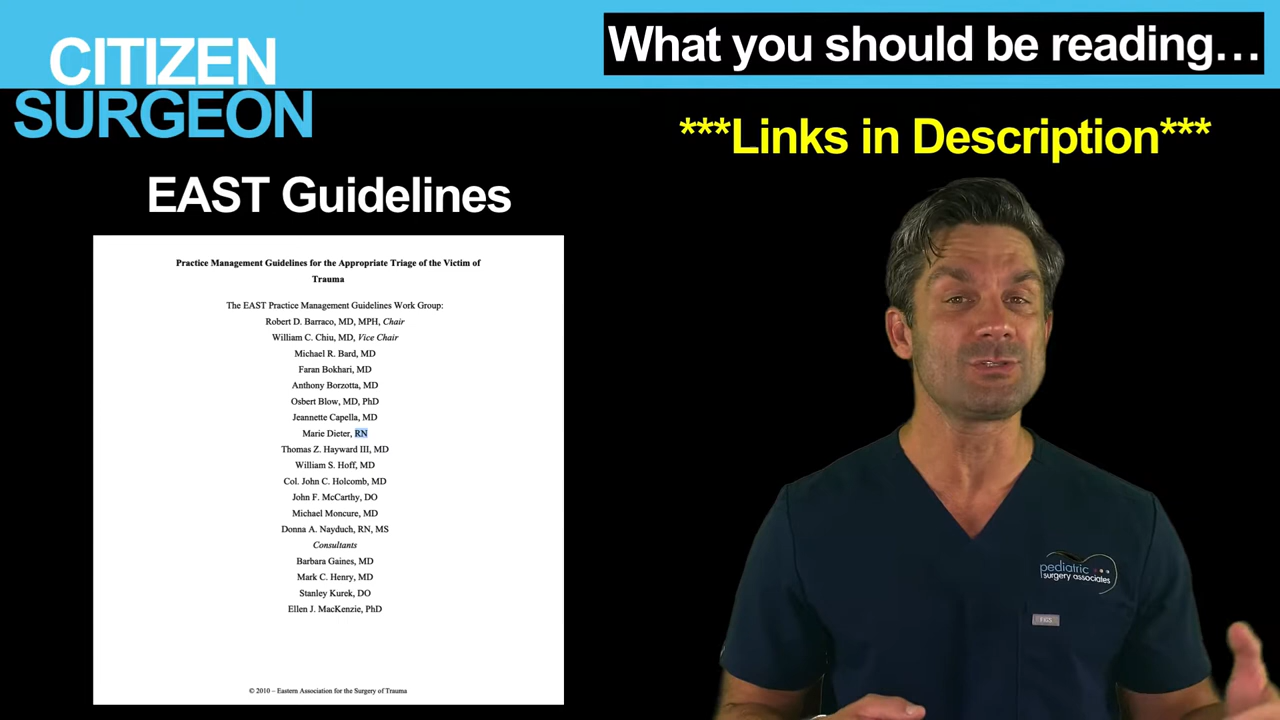 CITIZEN
SURGEON
What you should be reading…
***Links in Description***
EAST Guidelines
Practice Management Guidelines for the Appropriate Triage of the Victim of
Trauma
The EAST Practice Management Guidelines Work Group:
Robert D. Barraco, MD, MPH, Chair
William C. Chiu, MD, Vice Chair
Michael R. Bard, MD
Faran Bokhari, MD
Anthony Borzotta, MD
Osbert Blow, MD, PhD
Jeannette Capella, MD
Marie Dieter, RN
Thomas Z. Hayward III, MD
William S. Hoff, MD
Col. John C. Holcomb, MD
John F. McCarthy, DO
Michael Moncure, MD
Donna A. Nayduch, RN, MS
Consultants
Barbara Gaines, MD
Mark C. Henry, MD
Stanley Kurek, DO
Ellen J. MacKenzie, PhD
© 2010 – Eastern Association for the Surgery of Trauma
pediatric
surgery associates
FIGS